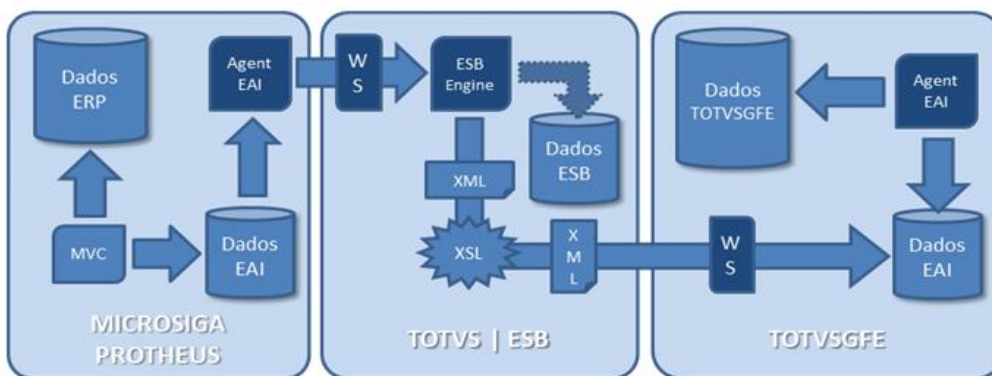 Dados
ERP
Agent
EAI
MVC
Dados
EAI
MICROSIGA
PROTHEUS
W
S
ESB
Engine
Dados
ESB
XML
XSL
X
M
L
TOTVS | ESB
Dados
TOTVSGFE
Agent
EAI
W
S
Dados
EAI
TOTVSGFE